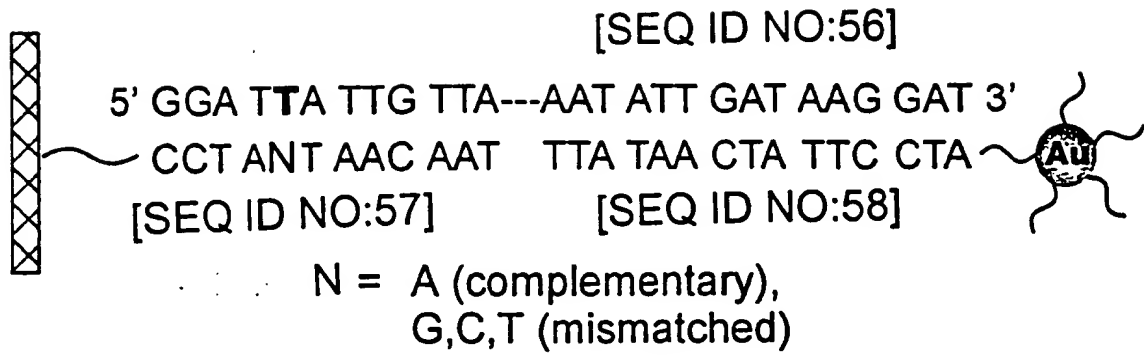 [SEQ ID NO:56]
5' GGA TTA TTG TTA---AAT ATT GAT AAG GAT 3'
CCT ANT AAC AAT TTA TAA CTA TTC CTA
Au
[SEQ ID NO:57] [SEQ ID NO:58]
N = A (complementary),
G,C,T (mismatched)